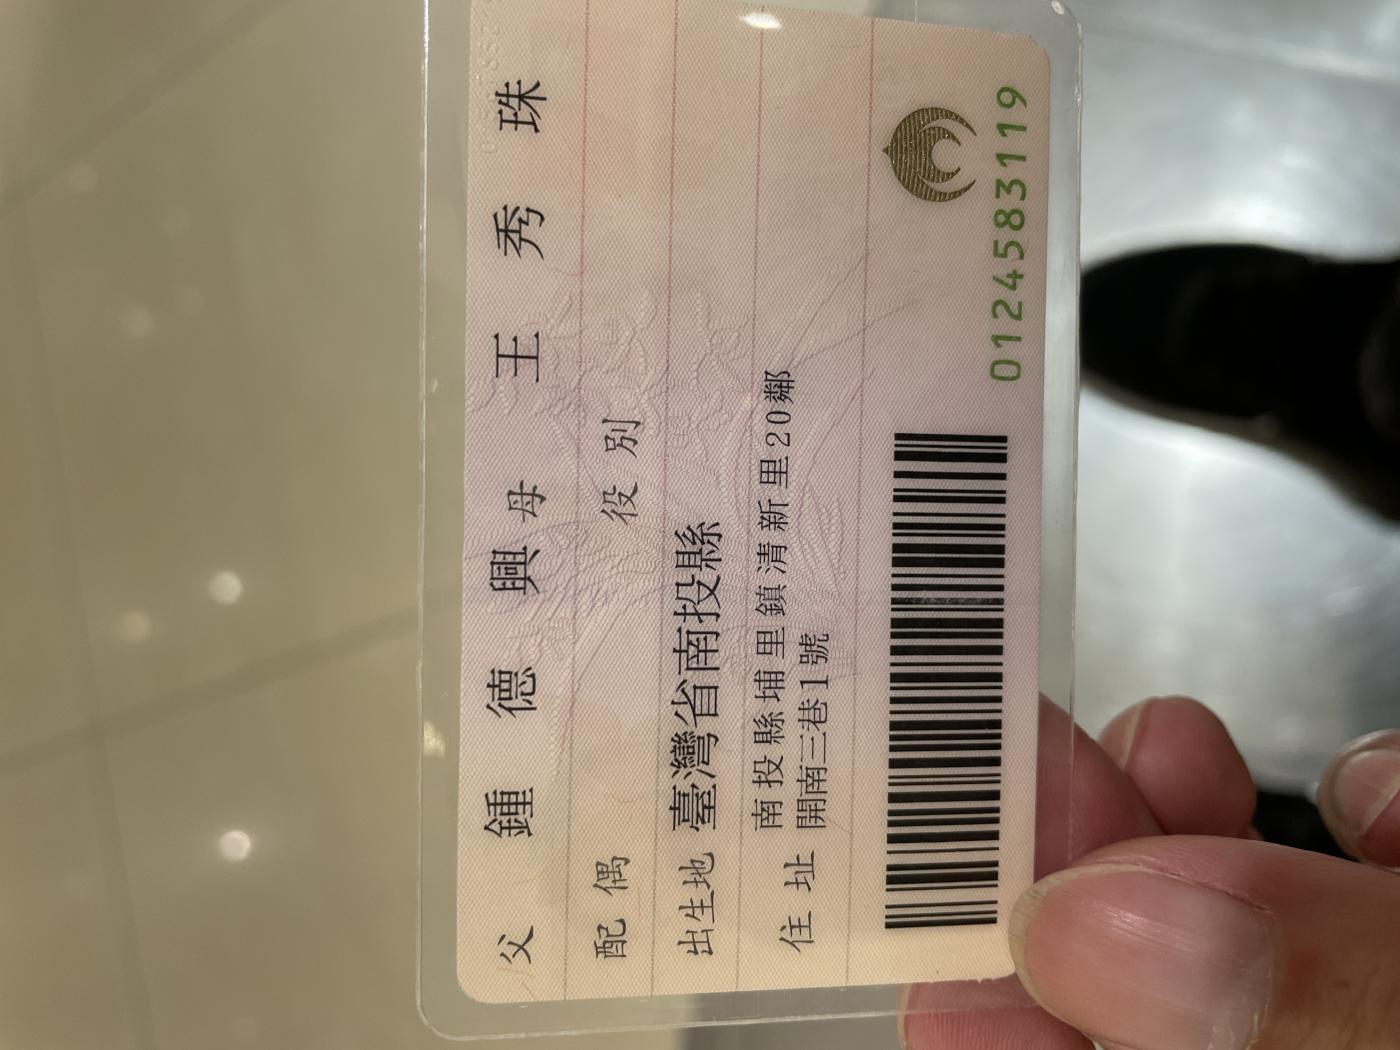 父 鍾德興 母 王秀珠
配偶 役別
出生地 臺灣省南投縣
住址 南投縣埔里鎮清新里20鄰
開南三巷1號
0124583119